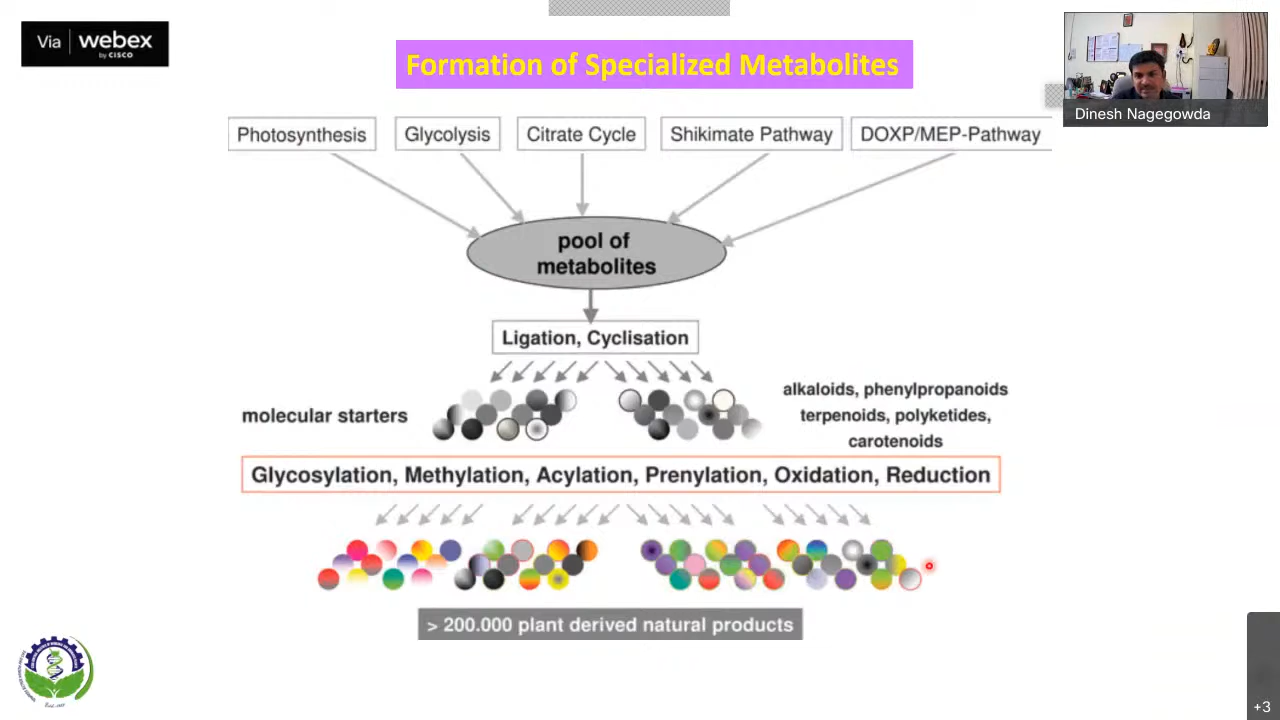 Via webex
by CISCO
Formation of Specialized Metabolites
Dinesh Nagegowda
Photosynthesis
Glycolysis
Citrate Cycle
Shikimate Pathway
DOXP/MEP-Pathway
pool of
metabolites
Ligation, Cyclisation
molecular starters
alkaloids, phenylpropanoids
terpenoids, polyketides,
carotenoids
Glycosylation, Methylation, Acylation, Prenylation, Oxidation, Reduction
> 200.000 plant derived natural products
+3